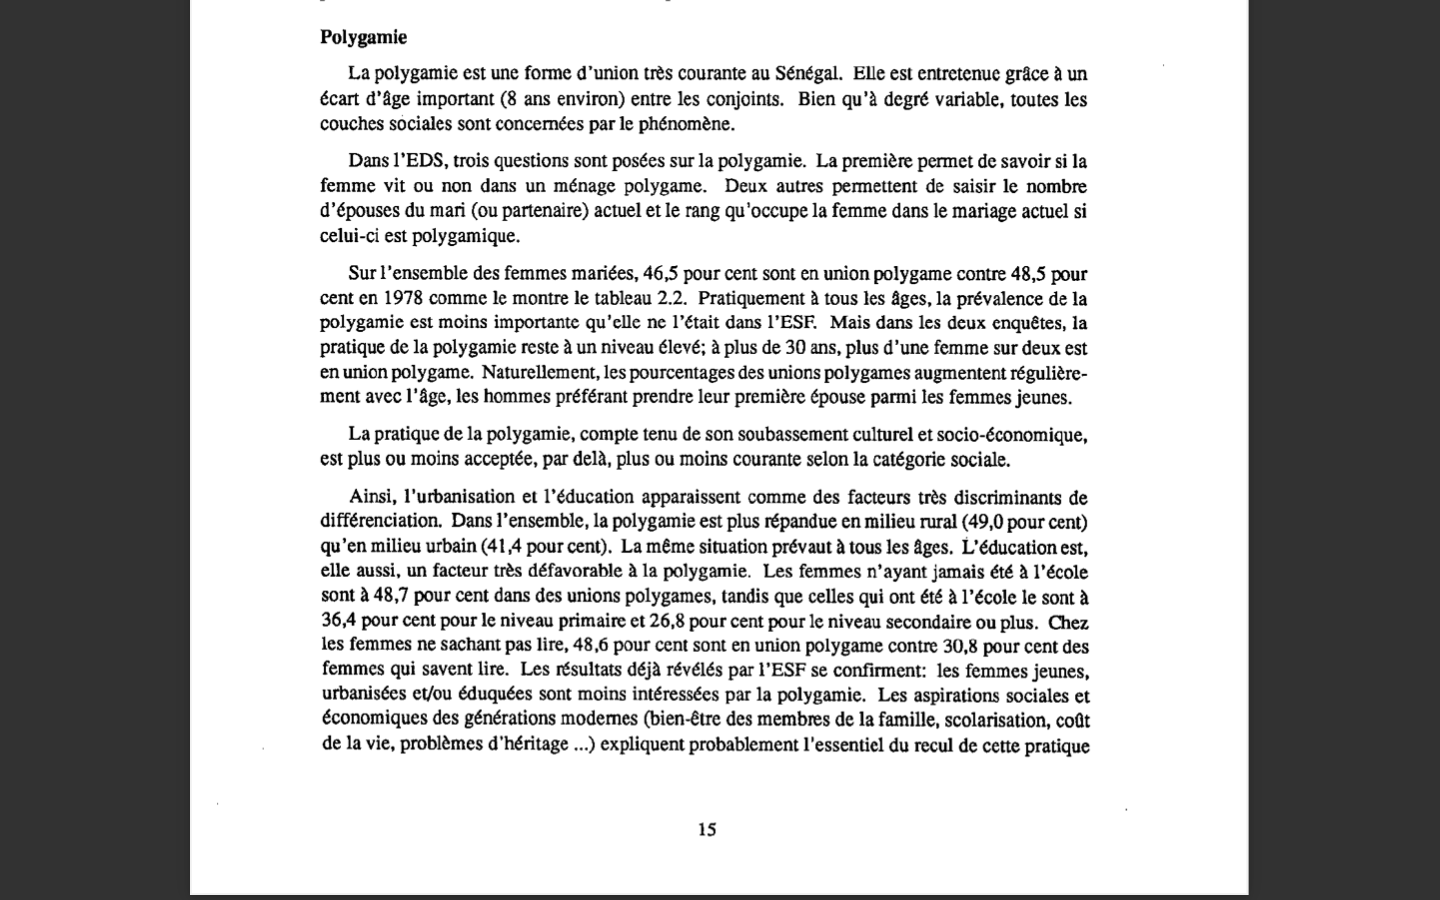 Polygamie
La polygamie est une forme d'union très courante au Sénégal. Elle est entretenue grâce à un
écart d'âge important (8 ans environ) entre les conjoints. Bien qu'à degré variable, toutes les
couches sociales sont concernées par le phénomène.
Dans l'EDS, trois questions sont posées sur la polygamie. La première permet de savoir si la
femme vit ou non dans un ménage polygame. Deux autres permettent de saisir le nombre
d'épouses du mari (ou partenaire) actuel et le rang qu'occupe la femme dans le mariage actuel si
celui-ci est polygamique.
Sur l'ensemble des femmes mariées, 46,5 pour cent sont en union polygame contre 48,5 pour
cent en 1978 comme le montre le tableau 2.2. Pratiquement à tous les âges, la prévalence de la
polygamie est moins importante qu'elle ne l'était dans l'ESF. Mais dans les deux enquêtes, la
pratique de la polygamie reste à un niveau élevé; à plus de 30 ans, plus d'une femme sur deux est
en union polygame. Naturellement, les pourcentages des unions polygames augmentent régulière-
ment avec l'âge, les hommes préférant prendre leur première épouse parmi les femmes jeunes.
La pratique de la polygamie, compte tenu de son soubassement culturel et socio-économique,
est plus ou moins acceptée, par delà, plus ou moins courante selon la catégorie sociale.
Ainsi, l'urbanisation et l'éducation apparaissent comme des facteurs très discriminants de
différenciation. Dans l'ensemble, la polygamie est plus répandue en milieu rural (49,0 pour cent)
qu'en milieu urbain (41,4 pour cent). La même situation prévaut à tous les âges. L'éducation est,
elle aussi, un facteur très défavorable à la polygamie. Les femmes n'ayant jamais été à l'école
sont à 48,7 pour cent dans des unions polygames, tandis que celles qui ont été à l'école le sont à
36,4 pour cent pour le niveau primaire et 26,8 pour cent pour le niveau secondaire ou plus. Chez
les femmes ne sachant pas lire, 48,6 pour cent sont en union polygame contre 30,8 pour cent des
femmes qui savent lire. Les résultats déjà révélés par l'ESF se confirment: les femmes jeunes,
urbanisées et/ou éduquées sont moins intéressées par la polygamie. Les aspirations sociales et
économiques des générations modernes (bien-être des membres de la famille, scolarisation, coût
de la vie, problèmes d'héritage ...) expliquent probablement l'essentiel du recul de cette pratique
15